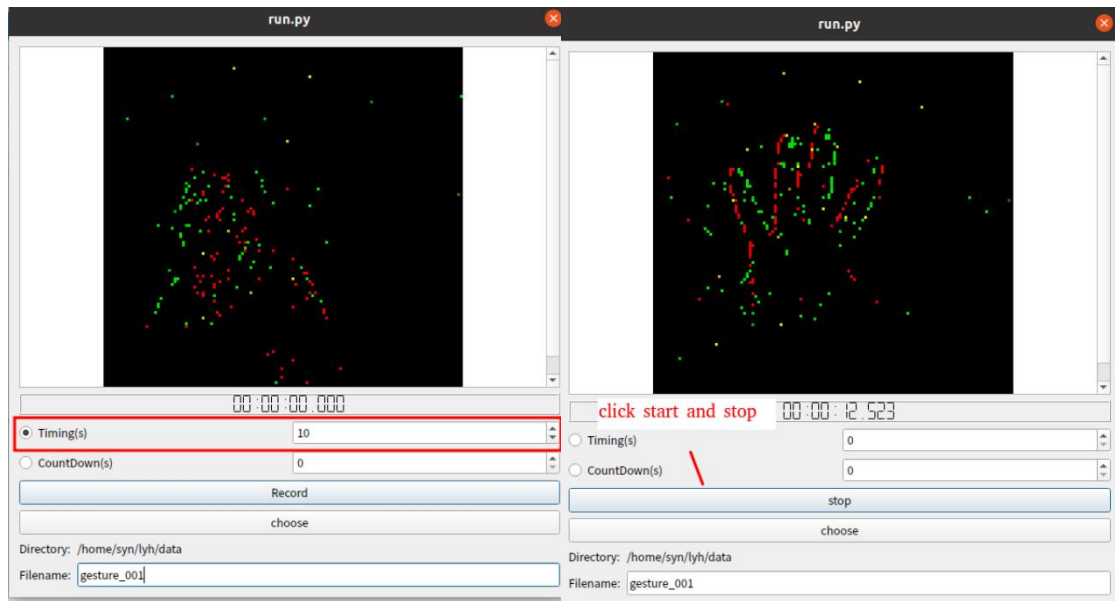 run.py
00:00:00.000
Timing(s) 10
CountDown(s) 0
Record
choose
Directory: /home/syn/lyh/data
Filename: gesture_001
run.py
click start and stop 00:00:12.523
Timing(s) 0
CountDown(s) 0
stop
choose
Directory: /home/syn/lyh/data
Filename: gesture_001